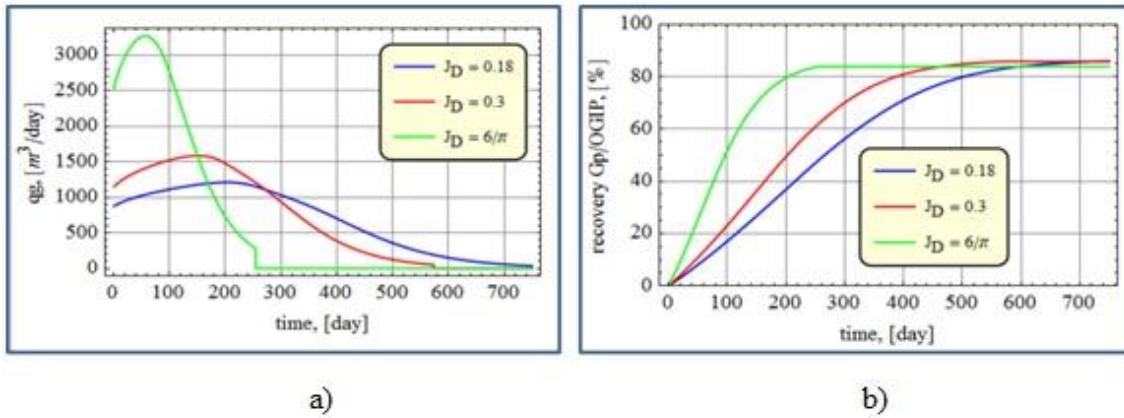 3000
2500
2000
1500
1000
500
0
qg, [m³/day]
J_D = 0.18
J_D = 0.3
J_D = 6/π
0 100 200 300 400 500 600 700
time, [day]
a)
100
80
60
40
20
0
recovery Gp/OGIP, [%]
J_D = 0.18
J_D = 0.3
J_D = 6/π
0 100 200 300 400 500 600 700
time, [day]
b)